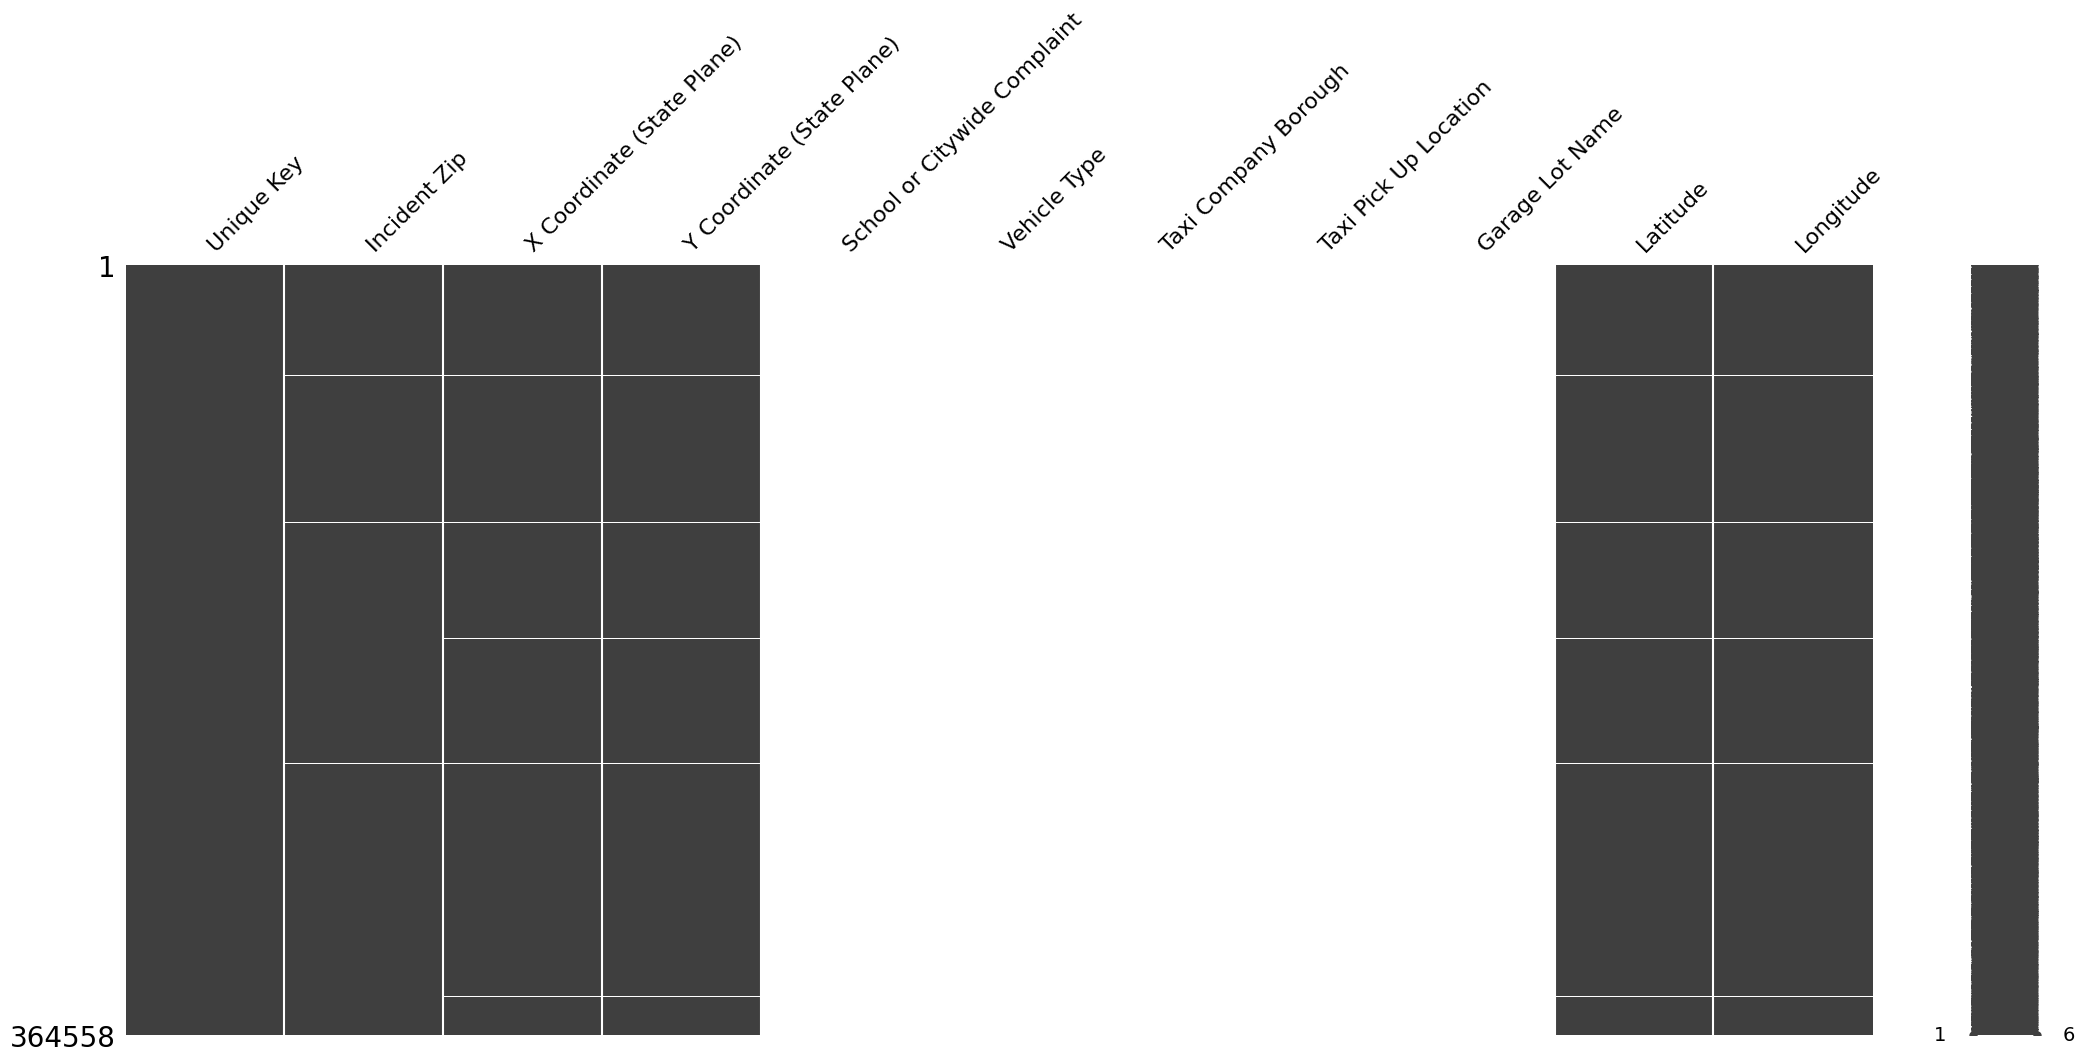 Unique Key
Incident Zip
X Coordinate (State Plane)
Y Coordinate (State Plane)
School or Citywide Complaint
Vehicle Type
Taxi Company Borough
Taxi Pick Up Location
Garage Lot Name
Latitude
Longitude
1
364558
1
6